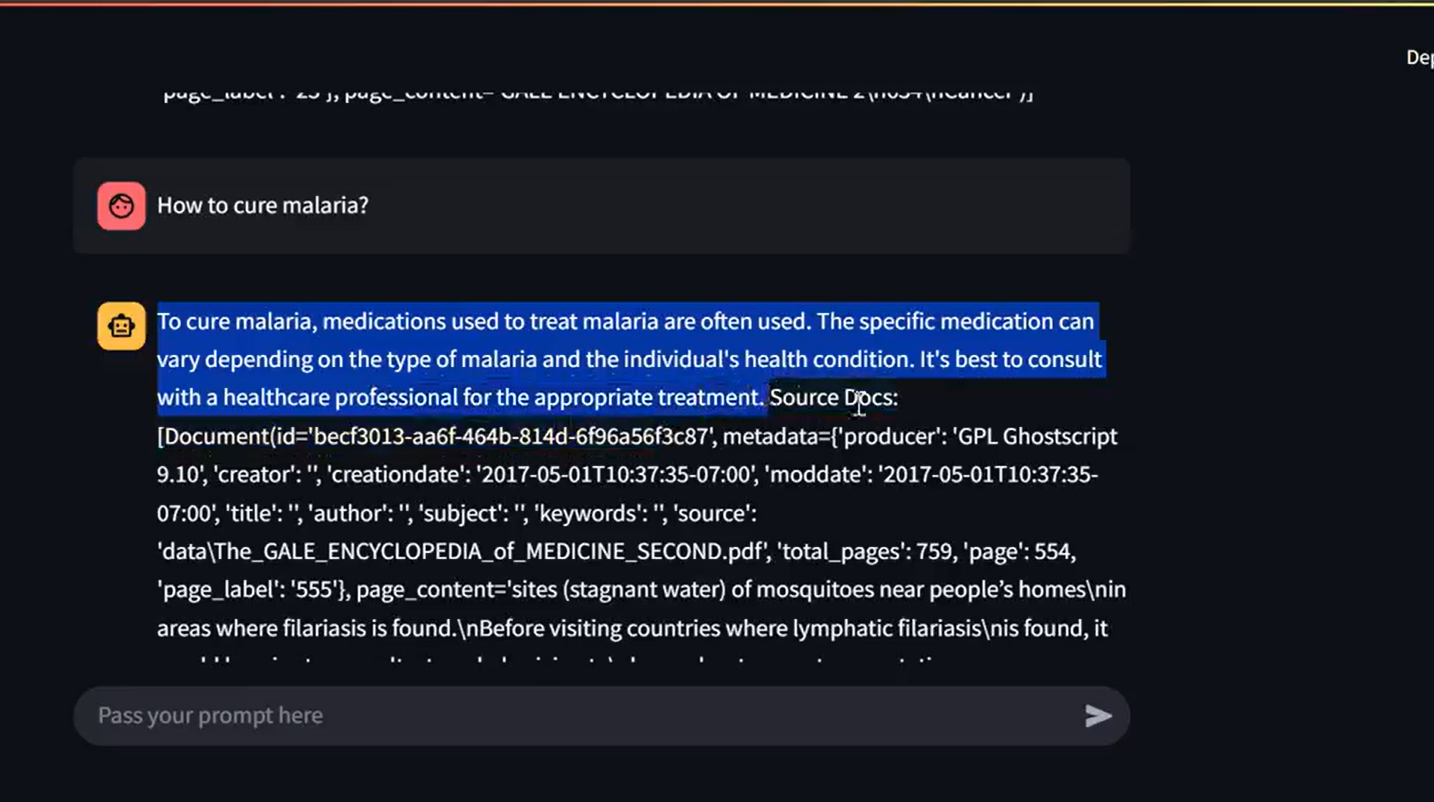 Dep
page_label': '25'}, page_content='GALE ENCYCLOPEDIA OF MEDICINE 2\n634\nCancer')]
How to cure malaria?
To cure malaria, medications used to treat malaria are often used. The specific medication can
vary depending on the type of malaria and the individual's health condition. It's best to consult
with a healthcare professional for the appropriate treatment. Source Docs:
[Document(id='becf3013-aa6f-464b-814d-6f96a56f3c87', metadata={'producer': 'GPL Ghostscript
9.10', 'creator': '', 'creationdate': '2017-05-01T10:37:35-07:00', 'moddate': '2017-05-01T10:37:35-
07:00', 'title': '', 'author': '', 'subject': '', 'keywords': '', 'source':
'data\The_GALE_ENCYCLOPEDIA_of_MEDICINE_SECOND.pdf', 'total_pages': 759, 'page': 554,
'page_label': '555'}, page_content='sites (stagnant water) of mosquitoes near people’s homes\nin
areas where filariasis is found.\nBefore visiting countries where lymphatic filariasis\nis found, it
Pass your prompt here